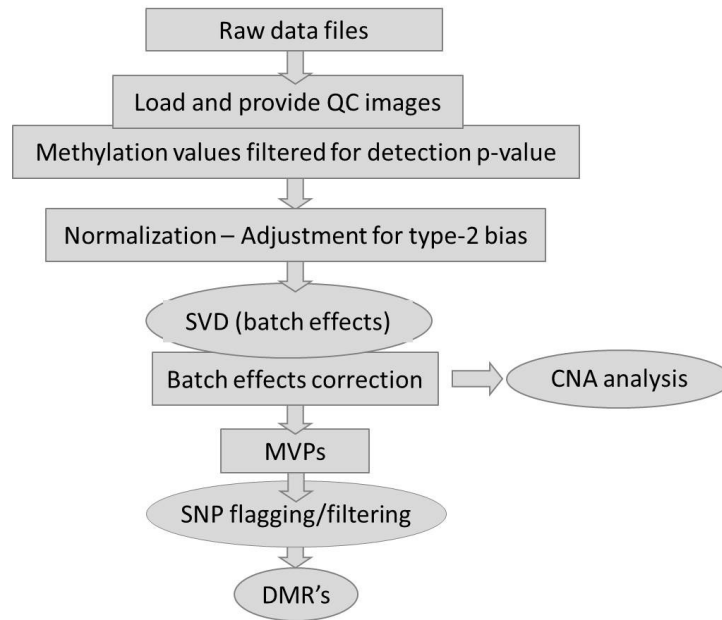 Raw data files
Load and provide QC images
Methylation values filtered for detection p-value
Normalization – Adjustment for type-2 bias
SVD (batch effects)
Batch effects correction
CNA analysis
MVPs
SNP flagging/filtering
DMR's